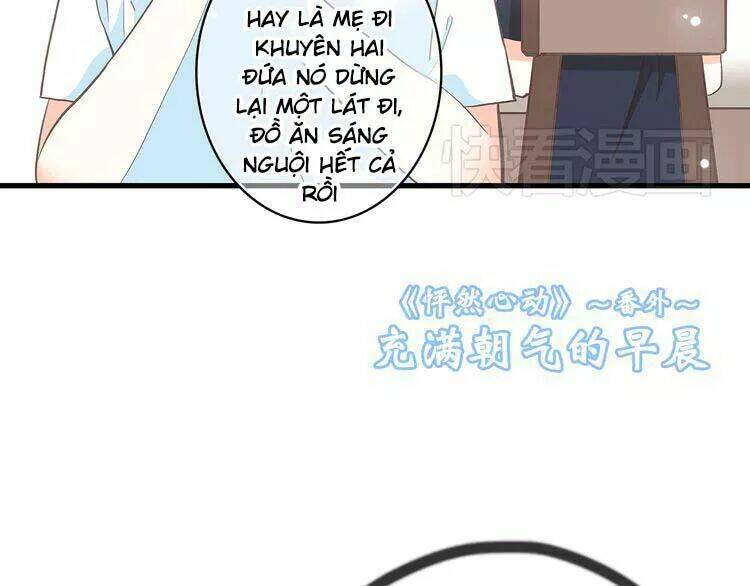 HAY LÀ MẸ ĐI
KHUYÊN HAI
ĐỨA NÓ DỪNG
LẠI MỘT LÁT ĐI,
ĐỒ ĂN SÁNG
NGUỘI HẾT CẢ
RỒI
快看漫画
《怦然心动》~番外~
充满朝气的早晨